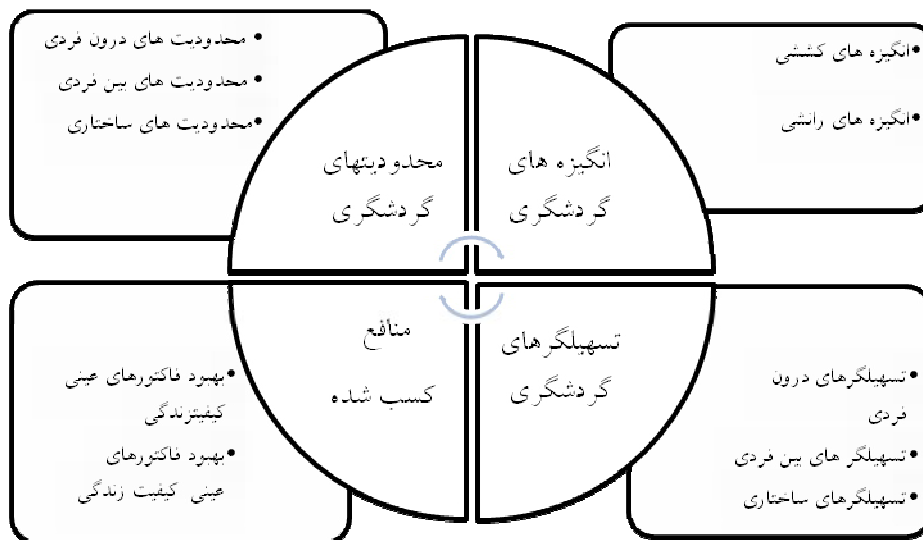 انگیزه های کششی
انگیزه های رانشی
انگیزه های
گردشگری
محدودیت های درون فردی
محدودیت های بین فردی
محدودیت های ساختاری
محدودیتهای
گردشگری
تسهیلگرهای
گردشگری
تسهیلگرهای درون
فردی
تسهیلگر های بین فردی
تسهیلگرهای ساختاری
منافع
کسب شده
بهبود فاکتورهای عینی
کیفیتزندگی
بهبود فاکتورهای
عینی کیفیت زندگی